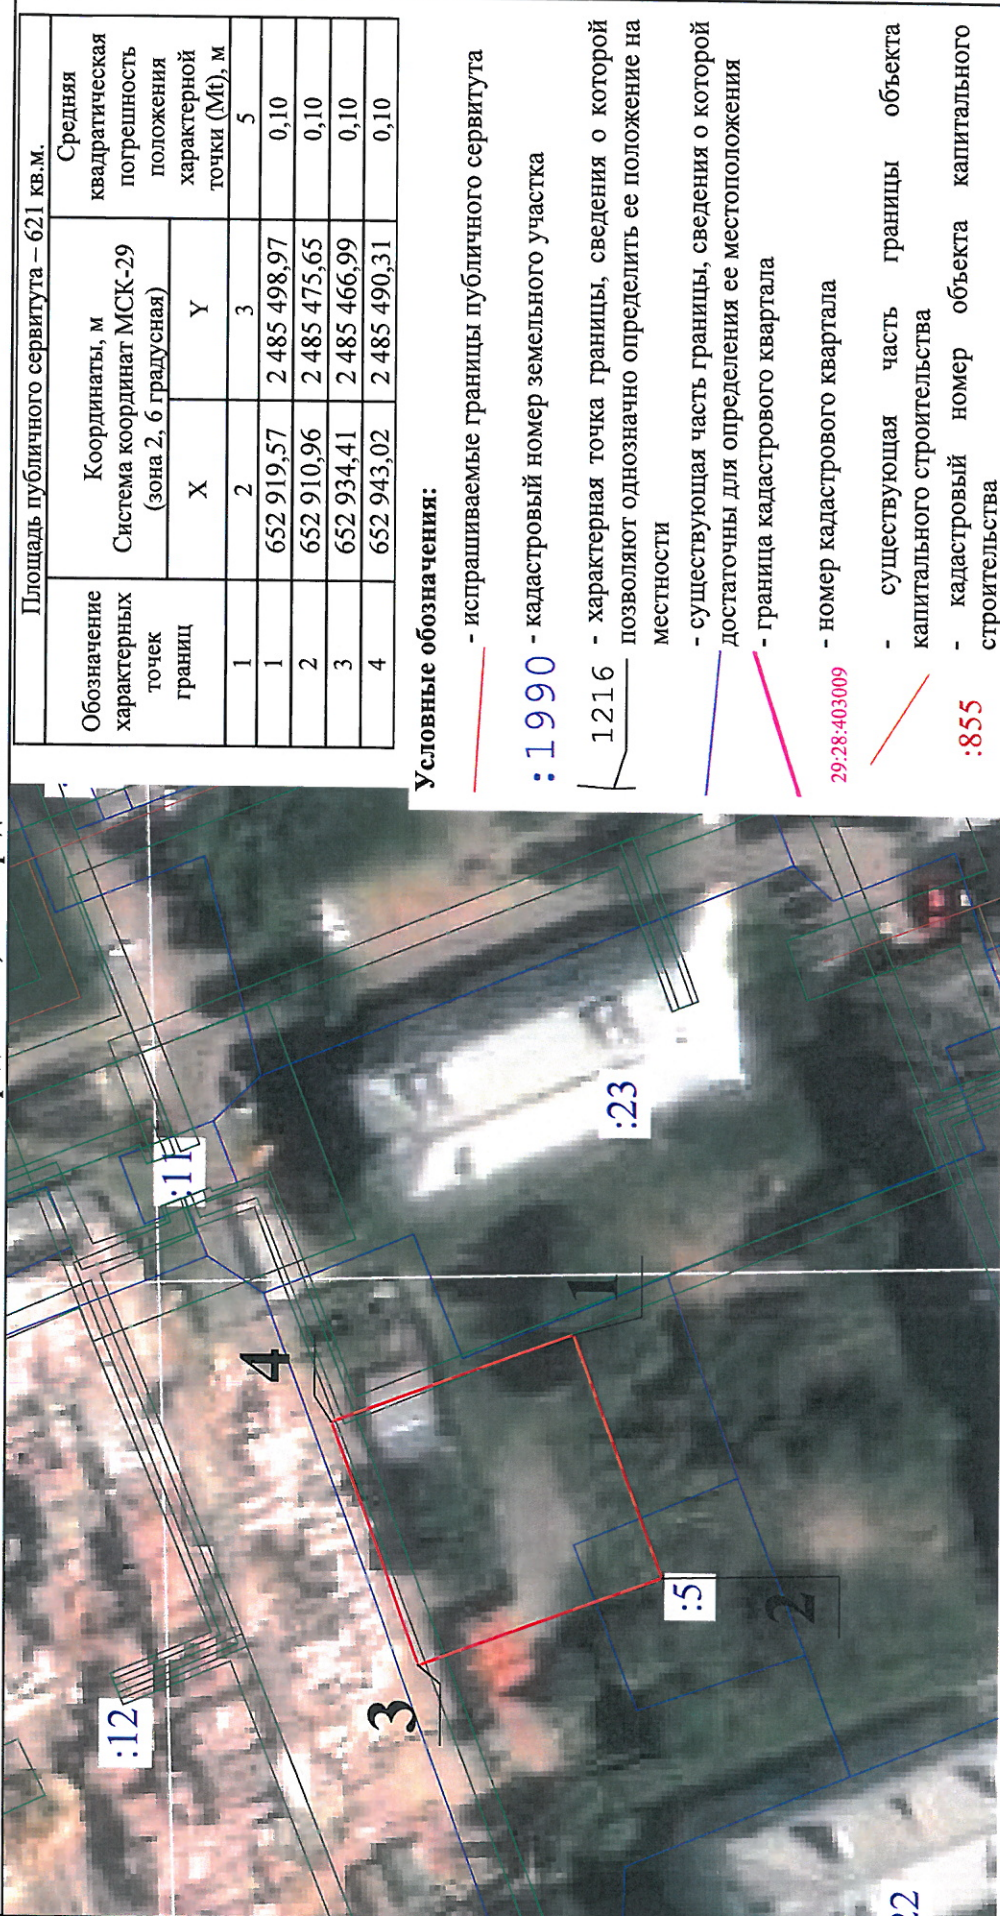 Площадь публичного сервитута – 621 кв.м.
Обозначение характерных точек границ
Координаты, м
Система координат МСК-29
(зона 2, 6 градусная)
Средняя квадратическая погрешность положения характерной точки (Mt), м
X Y
1 2 3 5
1 652 919,57 2 485 498,97 0,10
2 652 910,96 2 485 475,65 0,10
3 652 934,41 2 485 466,99 0,10
4 652 943,02 2 485 490,31 0,10
Условные обозначения:
- испрашиваемые границы публичного сервитута
:1990 - кадастровый номер земельного участка
1216 - характерная точка границы, сведения о которой
позволяют однозначно определить ее положение на
местности
- существующая часть границы, сведения о которой
достаточны для определения ее местоположения
- граница кадастрового квартала
29:28:403009 - номер кадастрового квартала
- существующая часть границы объекта
капитального строительства
:855 - кадастровый номер объекта капитального
строительства
:11
4
:12
3
1
:23
:5
2
22